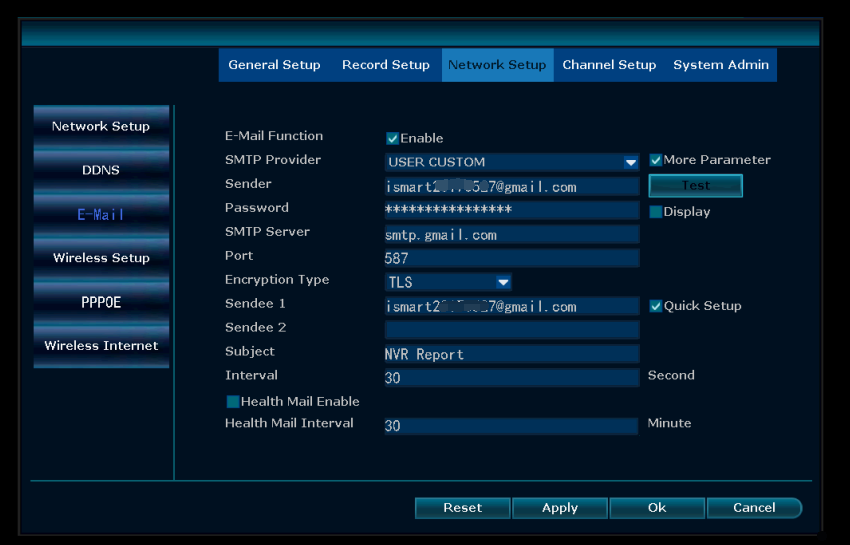 General Setup Record Setup Network Setup Channel Setup System Admin
Network Setup
DDNS
E-Mail
Wireless Setup
PPPOE
Wireless Internet
E-Mail Function Enable
SMTP Provider USER CUSTOM More Parameter
Sender Test
Password **************** Display
SMTP Server smtp.gmail.com
Port 587
Encryption Type TLS
Sendee 1 Quick Setup
Sendee 2
Subject NVR Report
Interval 30 Second
Health Mail Enable
Health Mail Interval 30 Minute
Reset Apply Ok Cancel